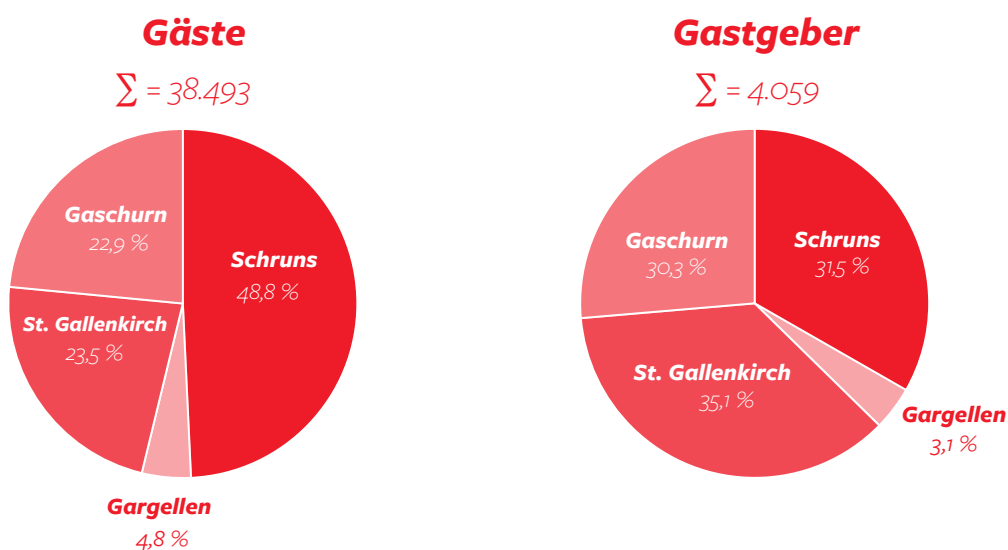 Gäste
∑ = 38.493
Gaschurn
22,9 %
Schruns
48,8 %
St. Gallenkirch
23,5 %
Gargellen
4,8 %
Gastgeber
∑ = 4.059
Gaschurn
30,3 %
Schruns
31,5 %
St. Gallenkirch
35,1 %
Gargellen
3,1 %